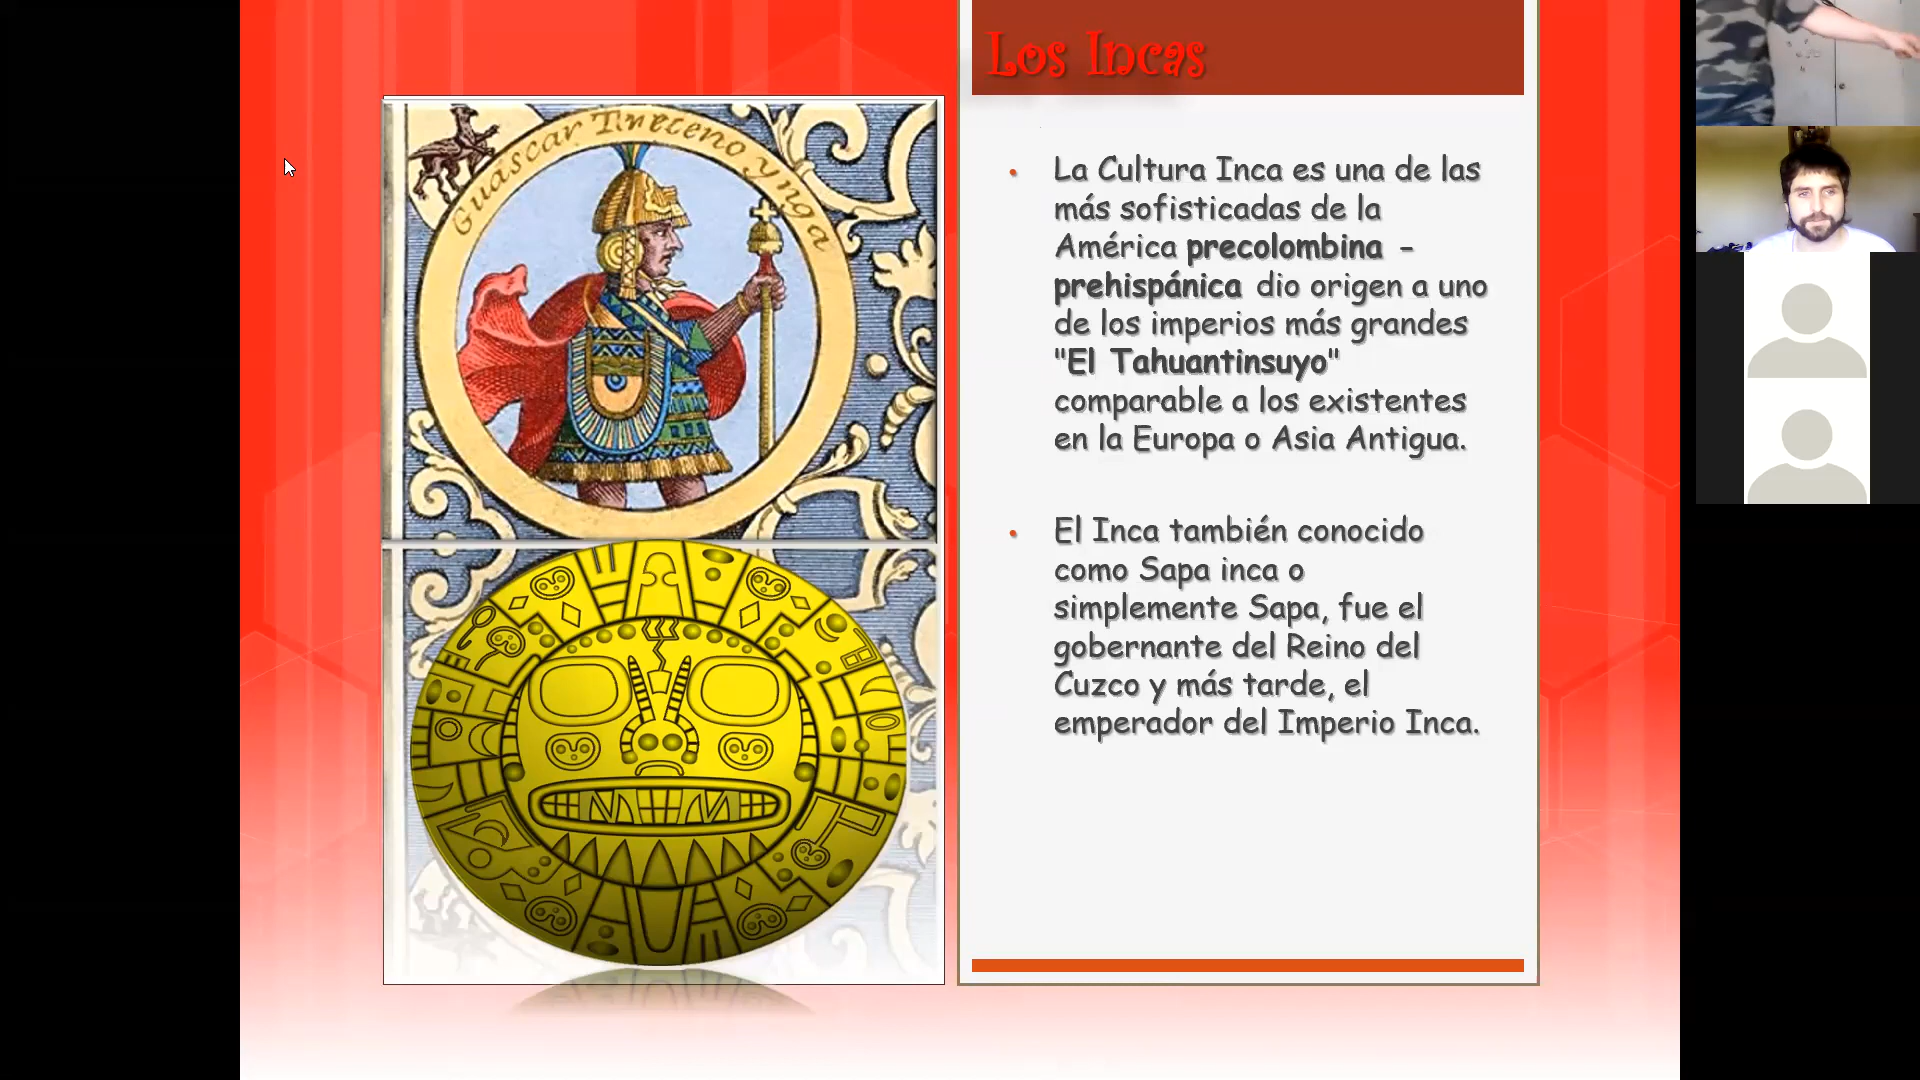 Los Incas
Guáscar Treceno ynga
• La Cultura Inca es una de las
más sofisticadas de la
América precolombina -
prehispánica dio origen a uno
de los imperios más grandes
"El Tahuantinsuyo"
comparable a los existentes
en la Europa o Asia Antigua.
• El Inca también conocido
como Sapa inca o
simplemente Sapa, fue el
gobernante del Reino del
Cuzco y más tarde, el
emperador del Imperio Inca.